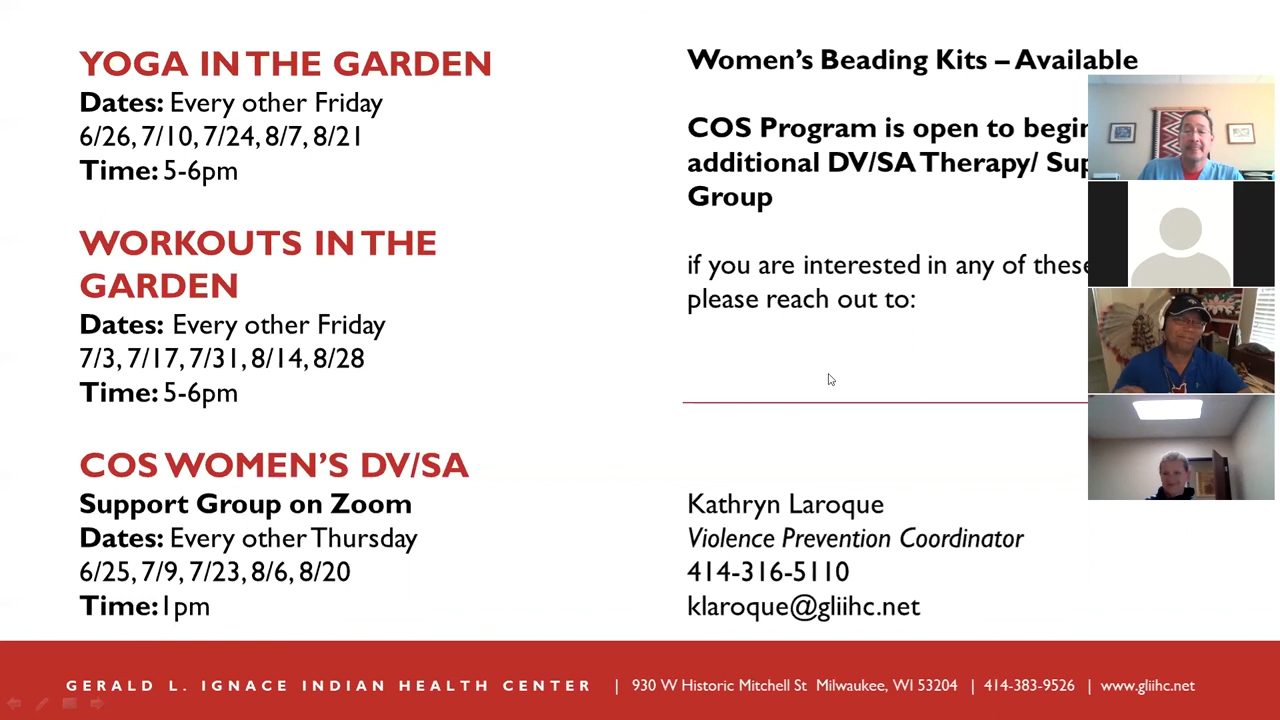 YOGA IN THE GARDEN
Dates: Every other Friday
6/26, 7/10, 7/24, 8/7, 8/21
Time: 5-6pm
WORKOUTS IN THE
GARDEN
Dates: Every other Friday
7/3, 7/17, 7/31, 8/14, 8/28
Time: 5-6pm
COS WOMEN'S DV/SA
Support Group on Zoom
Dates: Every other Thursday
6/25, 7/9, 7/23, 8/6, 8/20
Time: 1pm
Women's Beading Kits – Available
COS Program is open to begin
additional DV/SA Therapy/
Group
if you are interested in any of these
please reach out to:
Kathryn Laroque
Violence Prevention Coordinator
414-316-5110
klaroque@gliihc.net
GERALD L. IGNACE INDIAN HEALTH CENTER | 930 W Historic Mitchell St Milwaukee, WI 53204 | 414-383-9526 | www.gliihc.net